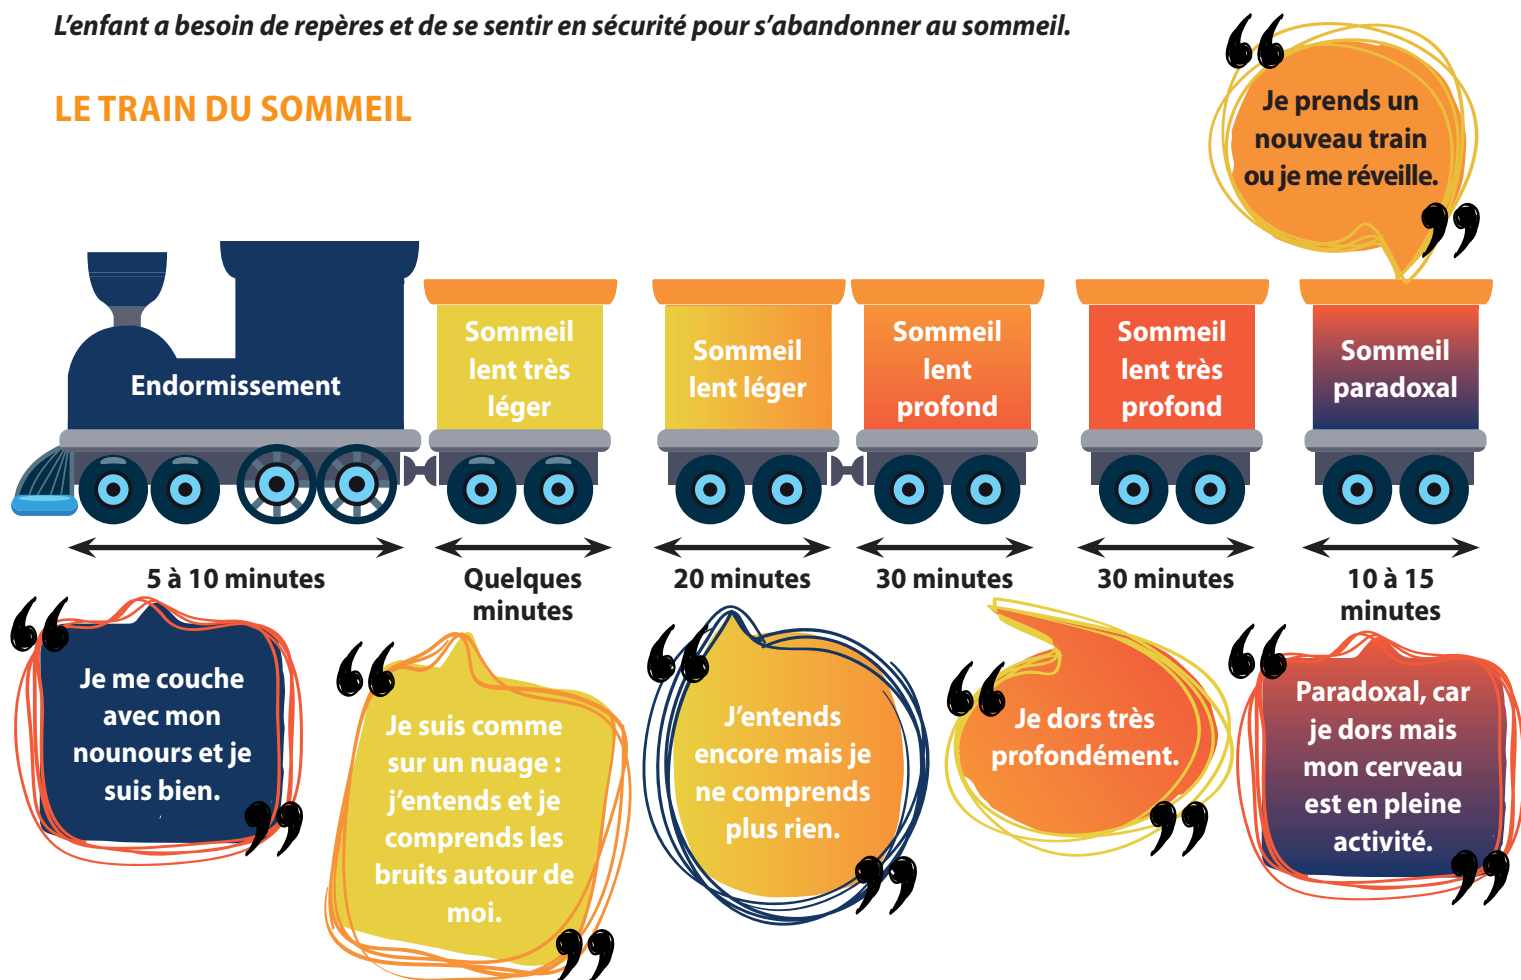 L’enfant a besoin de repères et de se sentir en sécurité pour s’abandonner au sommeil.
LE TRAIN DU SOMMEIL
Je prends un
nouveau train
ou je me réveille.
Endormissement
Sommeil
lent très
léger
Sommeil
lent léger
Sommeil
lent
profond
Sommeil
lent très
profond
Sommeil
paradoxal
5 à 10 minutes
Quelques
minutes
20 minutes
30 minutes
30 minutes
10 à 15
minutes
Je me couche
avec mon
nounours et je
suis bien.
Je suis comme
sur un nuage :
j’entends et je
comprends les
bruits autour de
moi.
J’entends
encore mais je
ne comprends
plus rien.
Je dors très
profondément.
Paradoxal, car
je dors mais
mon cerveau
est en pleine
activité.